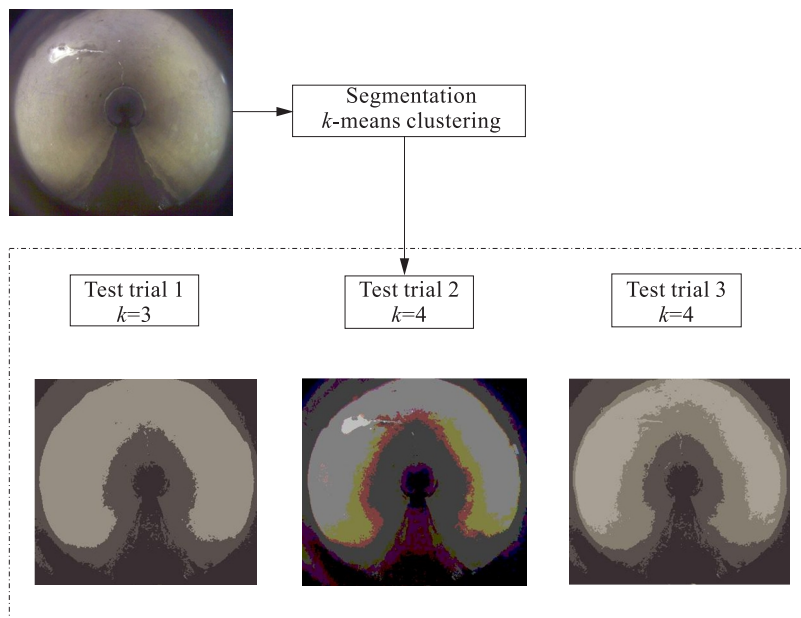 Segmentation
k-means clustering
Test trial 1
k=3
Test trial 2
k=4
Test trial 3
k=4